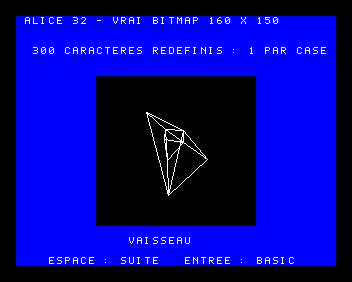 ALICE 32 - VRAI BITMAP 160 X 150
300 CARACTERES REDEFINIS : 1 PAR CASE
VAISSEAU
ESPACE : SUITE ENTREE : BASIC